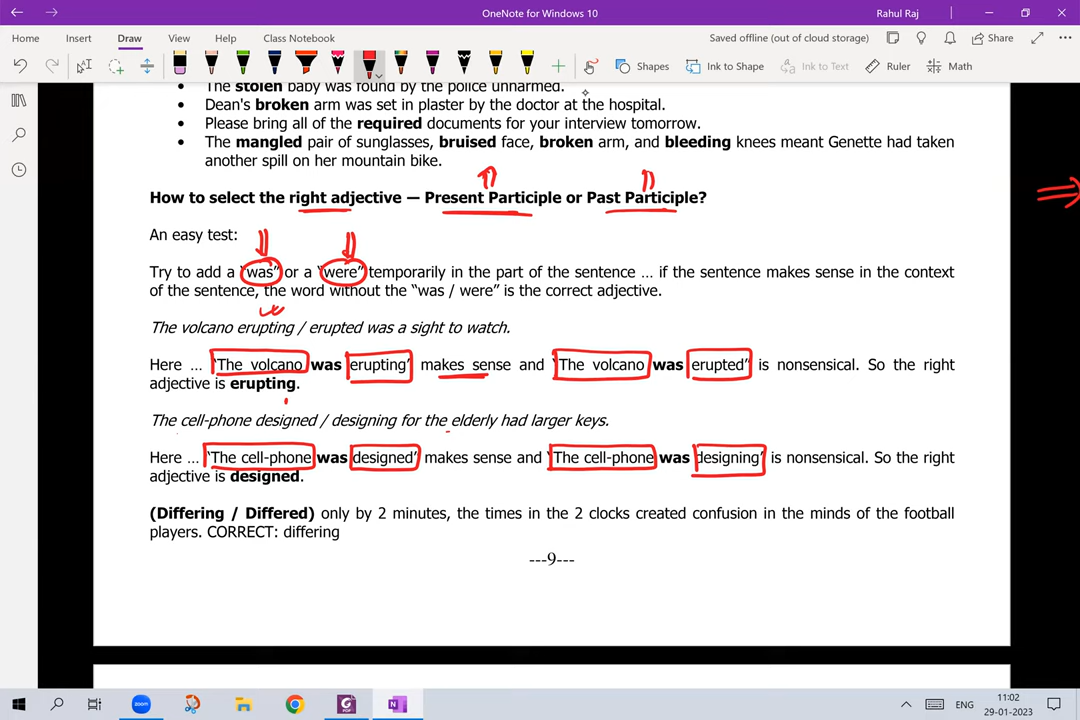 OneNote for Windows 10
Rahul Raj
Home Insert Draw View Help Class Notebook
Saved offline (out of cloud storage) Share
Shapes Ink to Shape Ink to Text Ruler Math
• The stolen baby was found by the police unharmed.
• Dean's broken arm was set in plaster by the doctor at the hospital.
• Please bring all of the required documents for your interview tomorrow.
• The mangled pair of sunglasses, bruised face, broken arm, and bleeding knees meant Genette had taken
another spill on her mountain bike.
How to select the right adjective — Present Participle or Past Participle?
An easy test:
Try to add a "was" or a "were" temporarily in the part of the sentence ... if the sentence makes sense in the context
of the sentence, the word without the "was / were" is the correct adjective.
The volcano erupting / erupted was a sight to watch.
Here ... "The volcano was erupting" makes sense and "The volcano was erupted" is nonsensical. So the right
adjective is erupting.
The cell-phone designed / designing for the elderly had larger keys.
Here ... "The cell-phone was designed" makes sense and "The cell-phone was designing" is nonsensical. So the right
adjective is designed.
(Differing / Differed) only by 2 minutes, the times in the 2 clocks created confusion in the minds of the football
players. CORRECT: differing
---9---
ENG
11:02
29-01-2023